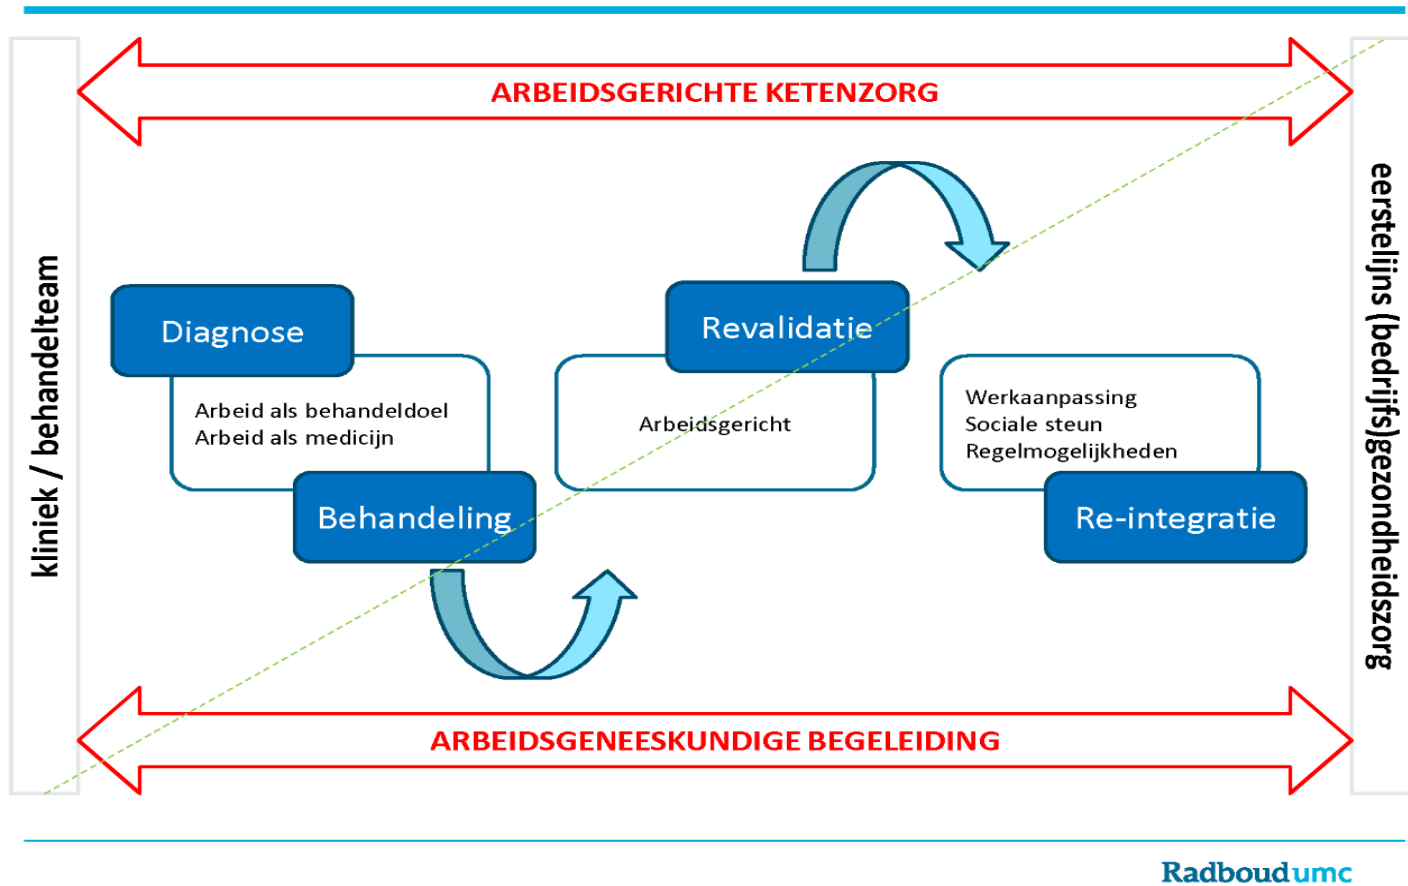 ARBEIDSGERICHTE KETENZORG
kliniek / behandelteam
Diagnose
Arbeid als behandeldoel
Arbeid als medicijn
Behandeling
Revalidatie
Arbeidsgericht
Werkaanpassing
Sociale steun
Regelmogelijkheden
Re-integratie
eerstelijns (bedrijfs)gezondheidszorg
ARBEIDSGENEESKUNDIGE BEGELEIDING
Radboudumc